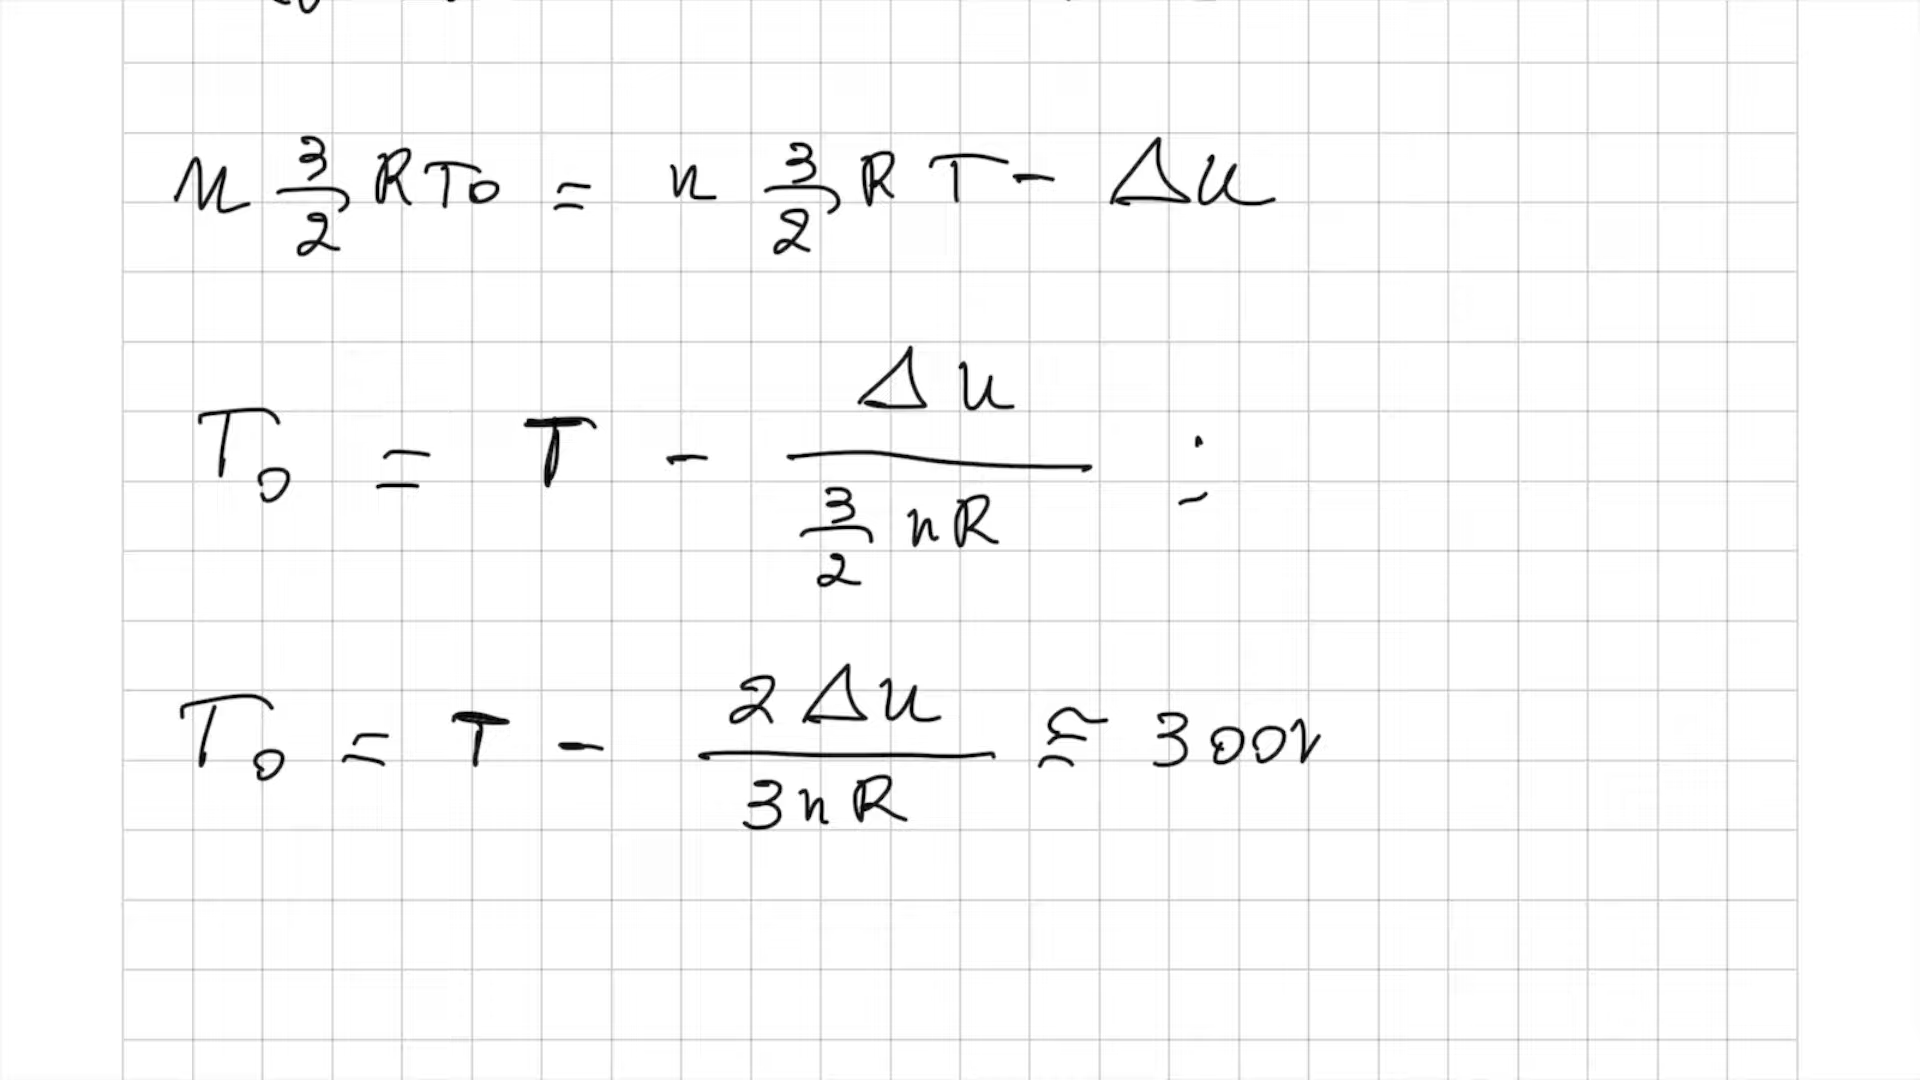 n 3/2 R T₀ = n 3/2 R T - ΔU
T₀ = T - ΔU / (3/2 nR) =
T₀ = T - 2ΔU / 3nR ≅ 300K